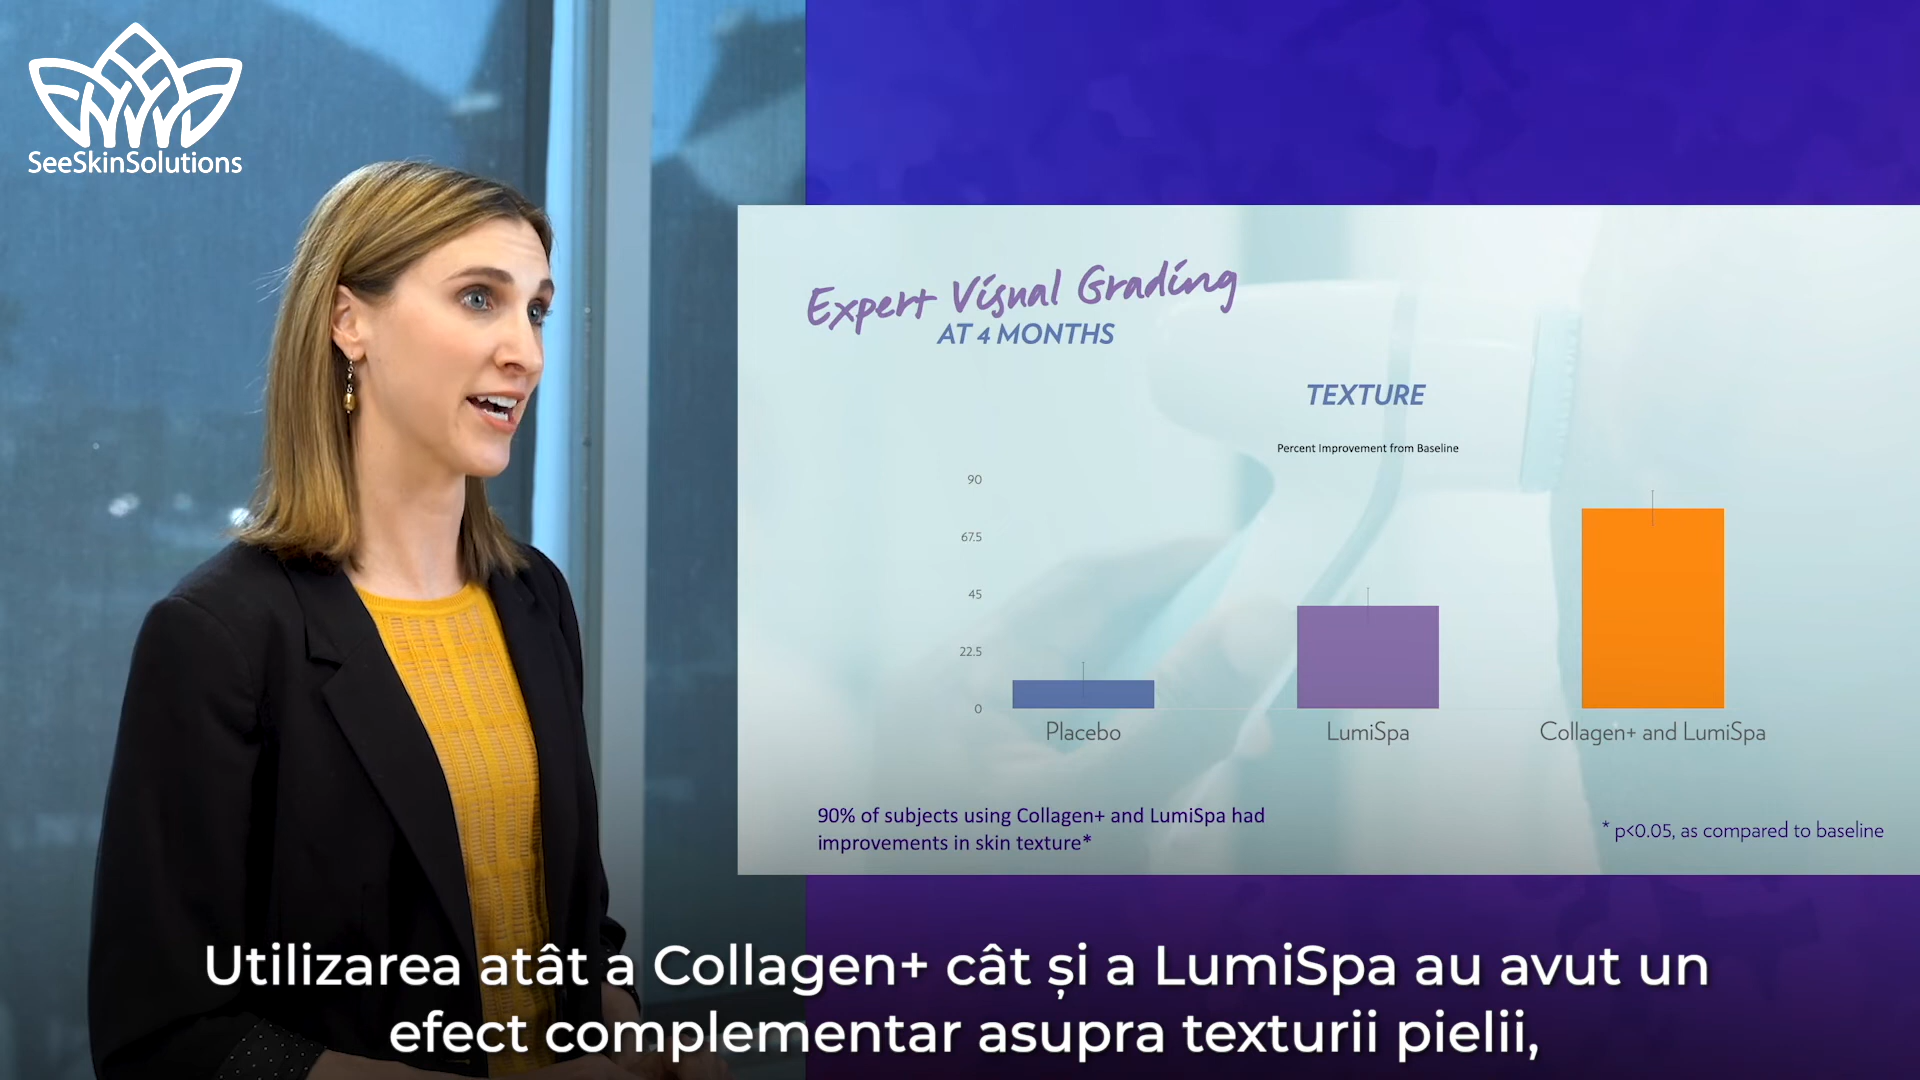 SeeSkinSolutions
Expert Visual Grading
AT 4 MONTHS
TEXTURE
Percent Improvement from Baseline
90
67.5
45
22.5
0
Placebo
LumiSpa
Collagen+ and LumiSpa
90% of subjects using Collagen+ and LumiSpa had
improvements in skin texture*
* p<0.05, as compared to baseline
Utilizarea atât a Collagen+ cât și a LumiSpa au avut un
efect complementar asupra texturii pielii,